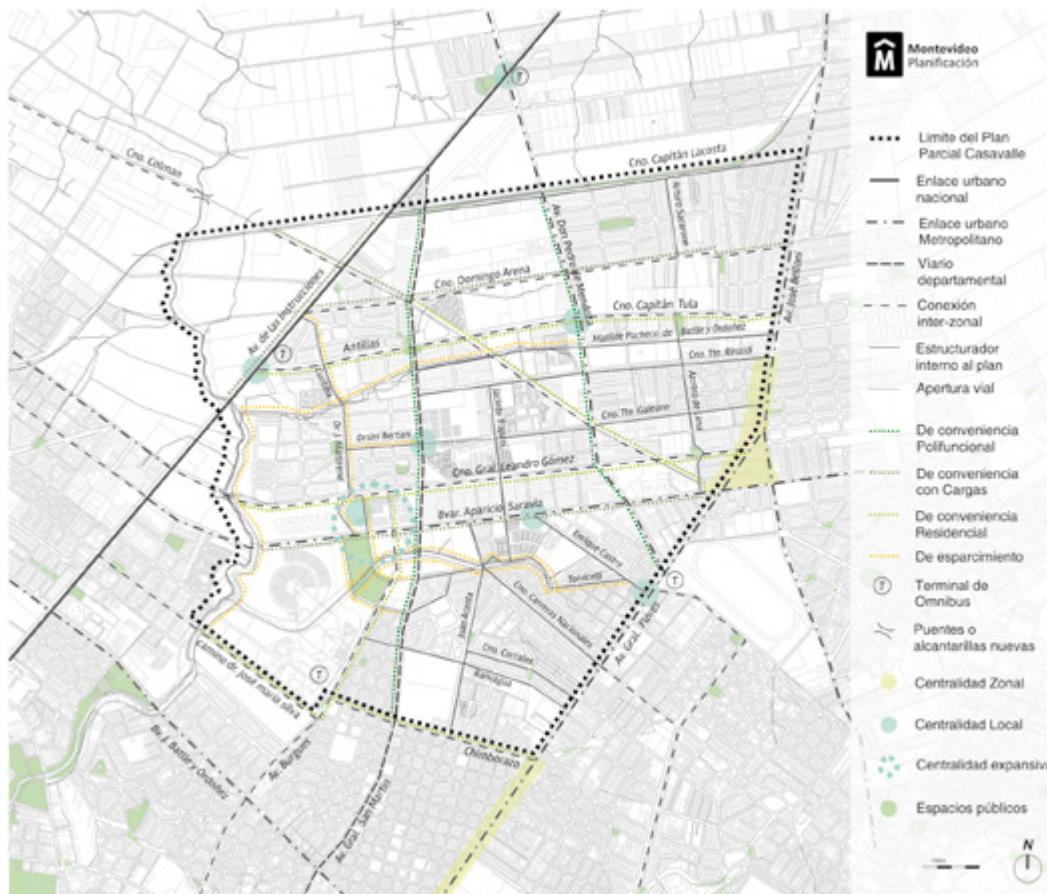 Montevideo
Planificación
Limite del Plan
Parcial Casavalle
Enlace urbano
nacional
Enlace urbano
Metropolitano
Viario
departamental
Conexión
inter-zonal
Estructurador
interno al plan
Apertura vial
De conveniencia
Polifuncional
De conveniencia
con Cargas
De conveniencia
Residencial
De esparcimiento
T
Terminal de
Omnibus
Puentes o
alcantarillas nuevas
Centralidad Zonal
Centralidad Local
Centralidad expansiva
Espacios públicos
N
T
Cno. Colman
Cno. Capitán Lacosta
Av. Don Pedro de Mendoza
Av. José Belloni
Cno. Domingo Arena
Av. de Las Instrucciones
Cno. Capitán Tula
Antillas
Matilde Pacheco de Batlle y Ordóñez
T
Cno. Tte. Rinaldi
Cno. Tte. Galeano
Dr. J. Martirené
Orsini Bertani
Jacinto Trápani
Cno. Gral. Leandro Gómez
Bvar. Aparicio Saravia
Enrique Castro
Torricelli
T
Av. Gral. Flores
Cno. Carreras Nacionales
Juan Acosta
Cno. Corrales
Rancagua
T
camino dr. josé maría silva
Bv. J. Batlle y Ordóñez
Av. Burgues
Chimborazo
Av. Gral. San Martín